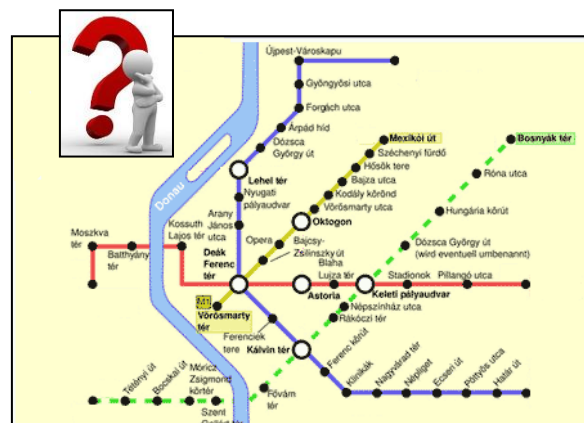 Újpest-Városkapu
Gyöngyösi utca
Forgách utca
Árpád híd
Dózsca
György út
Lehel tér
Nyugati
pályaudvar
Arany
János
utca
Donau
Mexikói út
Széchenyi fürdő
Hősök tere
Bajza utca
Kodály körönd
Vörösmarty utca
Oktogon
Opera
Bajcsy-
Zsilinszky út
Bosnyák tér
Róna utca
Hungária körút
Dózsca György út
(wird eventuell umbenannt)
Moszkva
tér
Batthyány
tér
Kossuth
Lajos tér
Deák
Ferenc
tér
Blaha
Lujza tér
Astoria
Stadionok
Pillangó utca
Keleti pályaudvar
M1
Vörösmarty
tér
Népszínház utca
Rákóczi tér
Ferenciek
tere
Kálvin tér
Ferenc körút
Klinikák
Nagyvárad tér
Népliget
Ecseri út
Pöttyös utca
Határ út
Tétényi út
Bocskai út
Móricz
Zsigmond
körtér
Szent
Fővám
tér